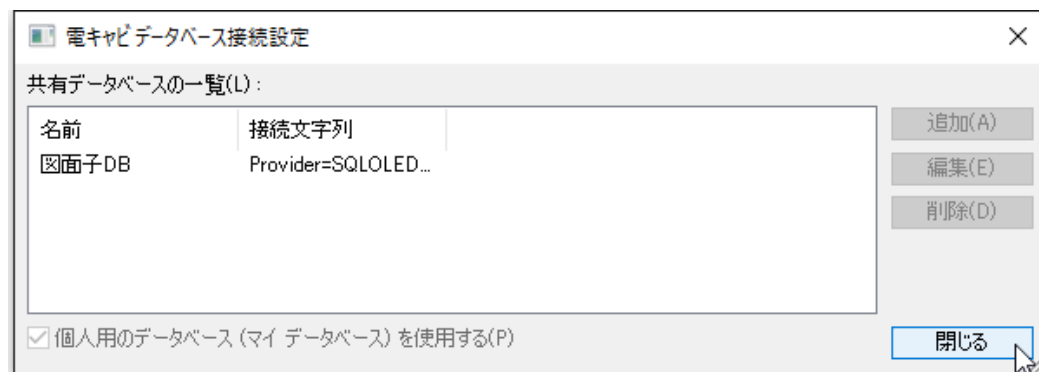 電キャビデータベース接続設定
共有データベースの一覧(L):
名前 接続文字列
図面子DB Provider=SQLOLED...
追加(A)
編集(E)
削除(D)
個人用のデータベース (マイ データベース) を使用する(P)
閉じる